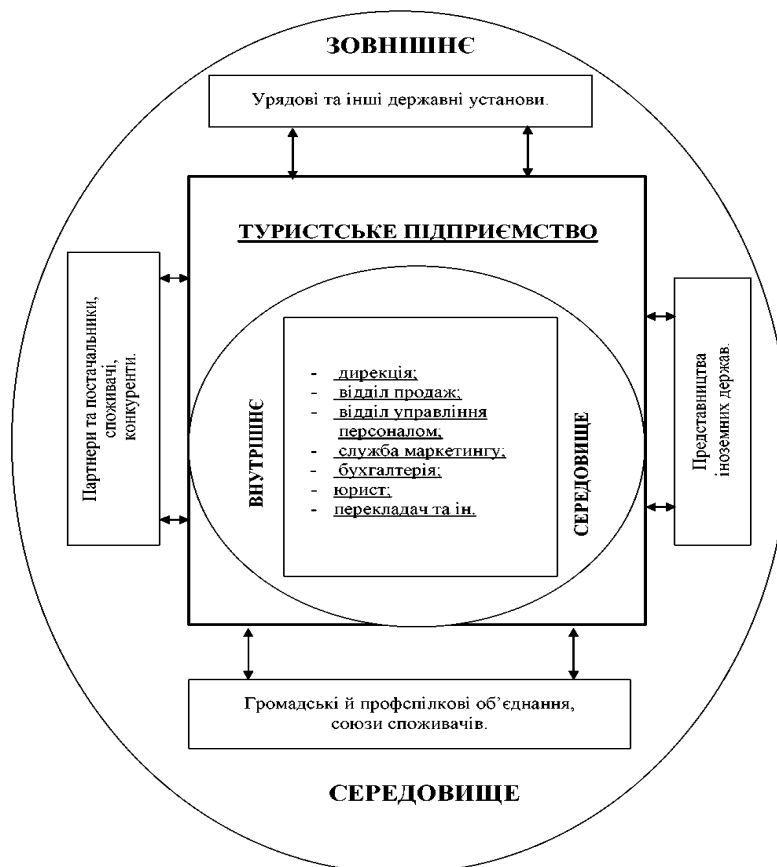 ЗОВНІШНЄ
Урядові та інші державні установи.
ТУРИСТСЬКЕ ПІДПРИЄМСТВО
Партнери та постачальники,
споживачі,
конкуренти.
ВНУТРІШНЄ
- дирекція;
- відділ продаж;
- відділ управління
персоналом;
- служба маркетингу;
- бухгалтерія;
- юрист;
- перекладач та ін.
СЕРЕДОВИЩЕ
Представництва
іноземних держав.
Громадські й профспілкові об’єднання,
союзи споживачів.
СЕРЕДОВИЩЕ